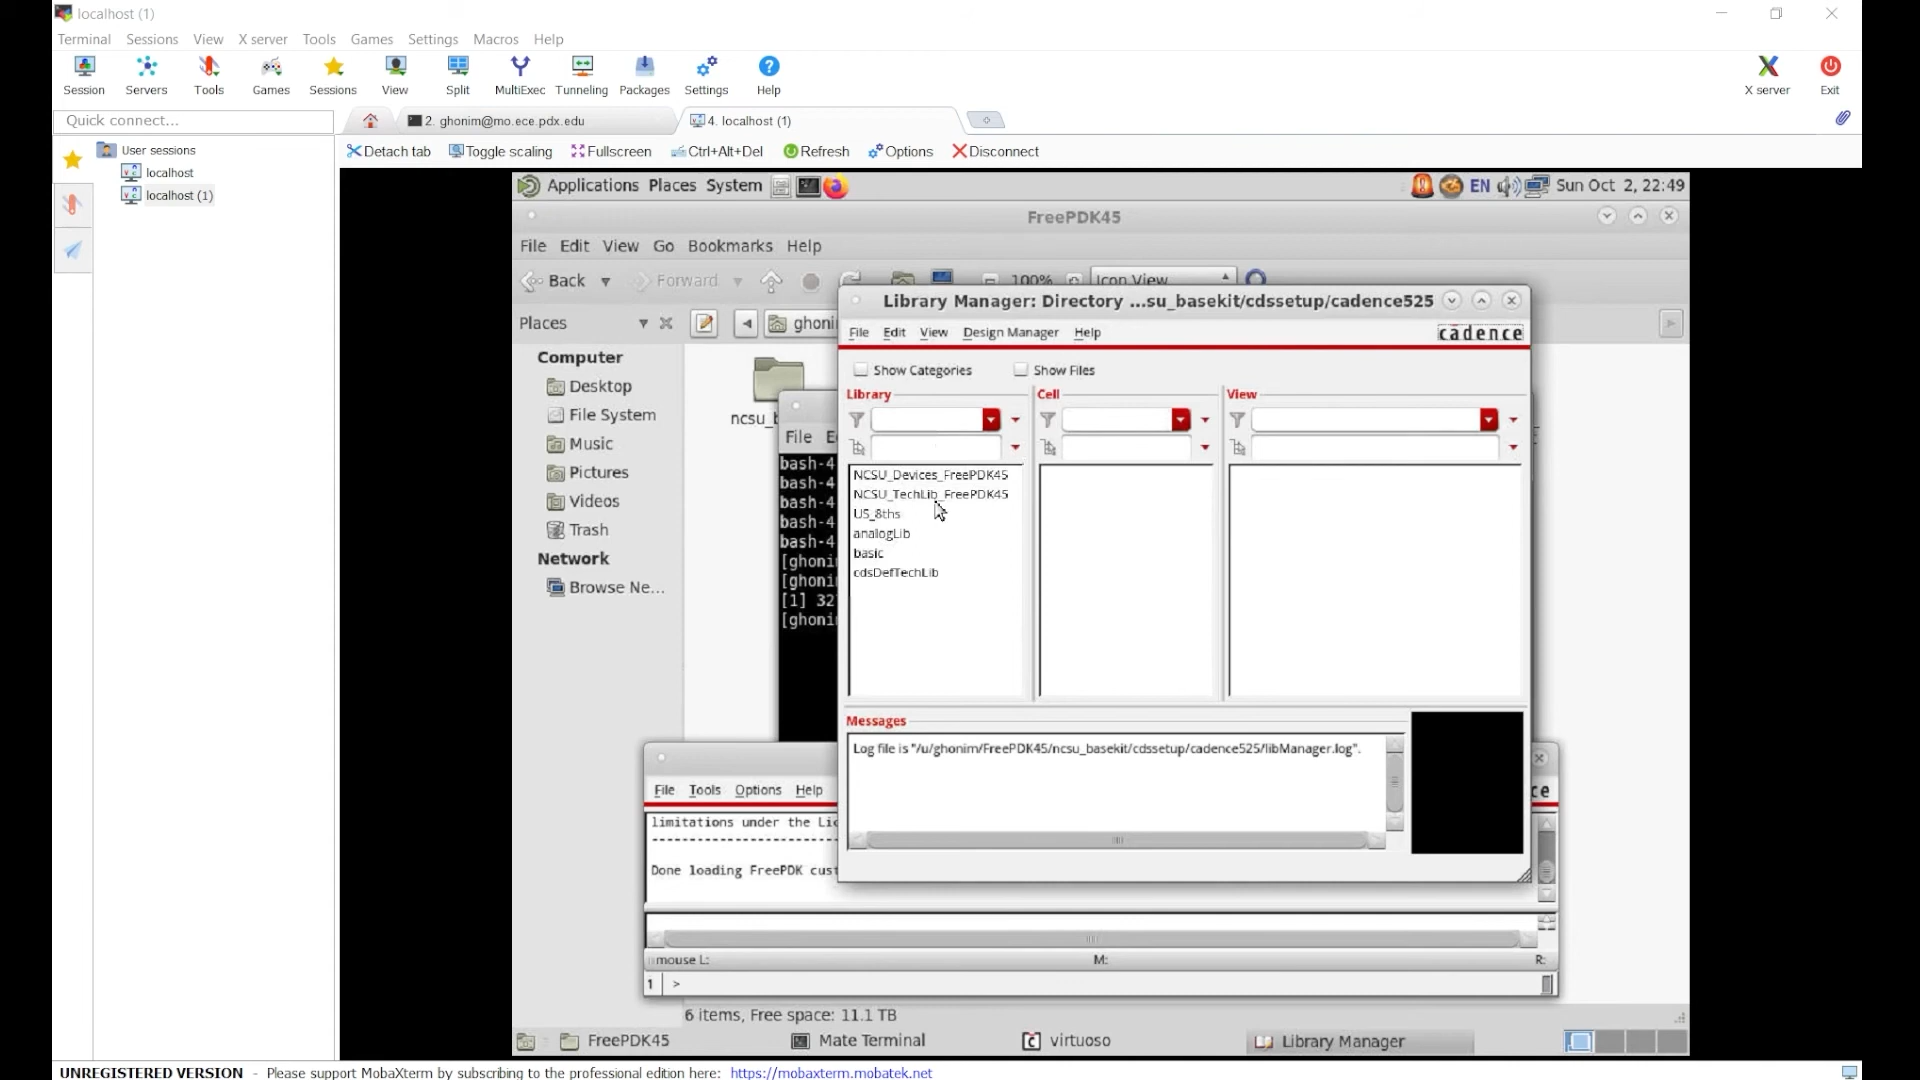 localhost (1)
Terminal Sessions View X server Tools Games Settings Macros Help
Session Servers Tools Games Sessions View Split MultiExec Tunneling Packages Settings Help X server Exit
Quick connect...
2. ghonim@mo.ece.pdx.edu
4. localhost (1)
Detach tab Toggle scaling Fullscreen Ctrl+Alt+Del Refresh Options Disconnect
User sessions
localhost
localhost (1)
Applications Places System EN Sun Oct 2, 22:49
FreePDK45
File Edit View Go Bookmarks Help
Back Forward 100% Icon View
Places
ghoni
Computer
Desktop
File System
Music
Pictures
Videos
Trash
Network
Browse Ne...
ncsu_b
File E
bash-4
bash-4
bash-4
bash-4
bash-4
[ghoni
[ghoni
[1] 32
[ghoni
Library Manager: Directory ...su_basekit/cdssetup/cadence525
File Edit View Design Manager Help
cādence
Show Categories Show Files
Library Cell View
NCSU_Devices_FreePDK45
NCSU_TechLib_FreePDK45
US_8ths
analogLib
basic
cdsDefTechLib
Messages
Log file is "/u/ghonim/FreePDK45/ncsu_basekit/cdssetup/cadence525/libManager.log".
File Tools Options Help
ce
limitations under the Lic
--------------------
Done loading FreePDK cust
mouse L: M: R:
1 >
6 items, Free space: 11.1 TB
FreePDK45 Mate Terminal virtuoso Library Manager
UNREGISTERED VERSION - Please support MobaXterm by subscribing to the professional edition here: https://mobaxterm.mobatek.net